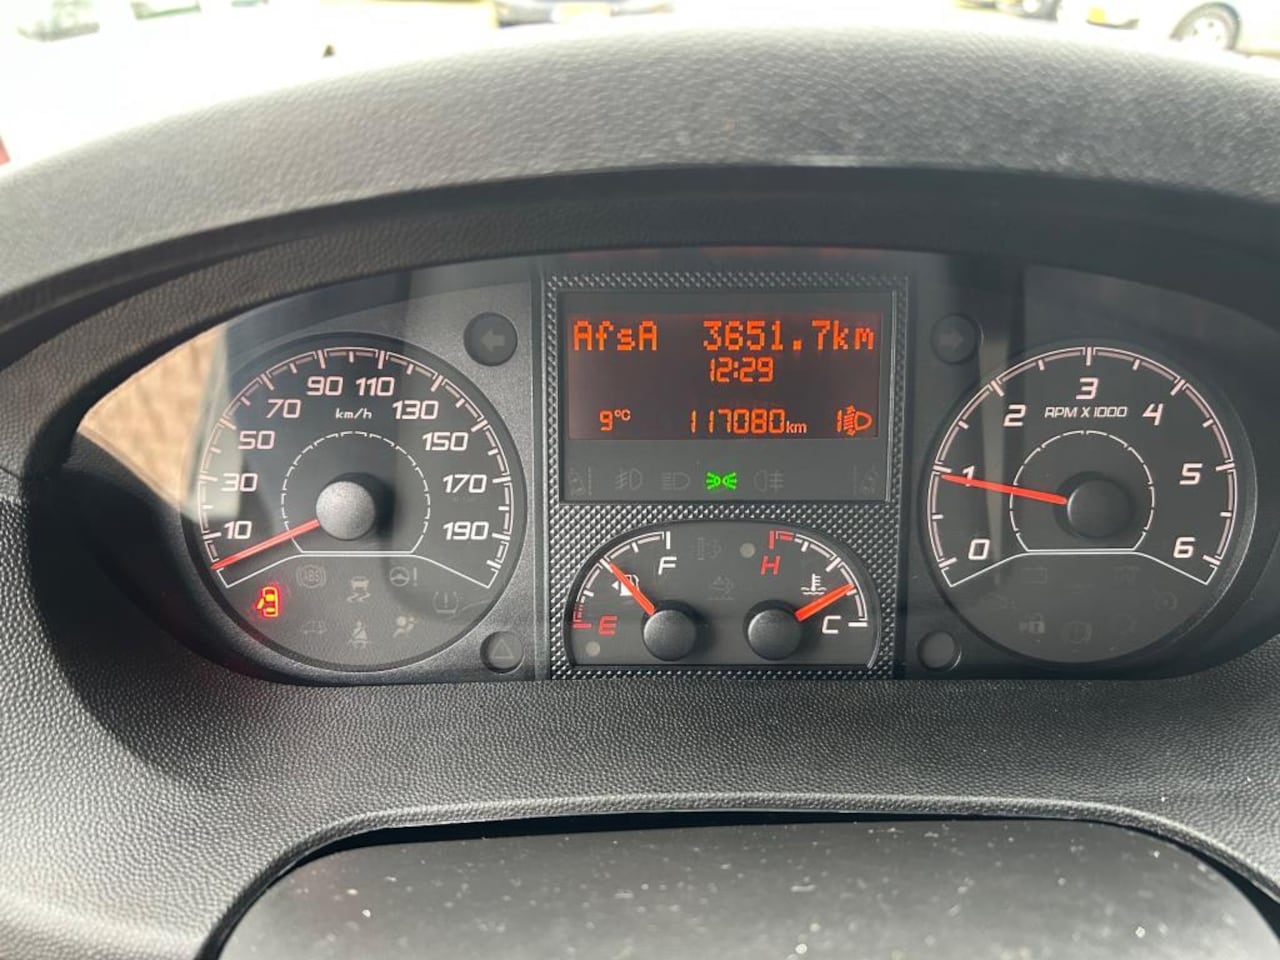 AfsA 3651.7km
12:29
9°C 117080km 1
10 30 50 70 90 110 130 150 170 190
km/h
0 1 2 3 4 5 6
RPM X 1000
E F
H C
ABS